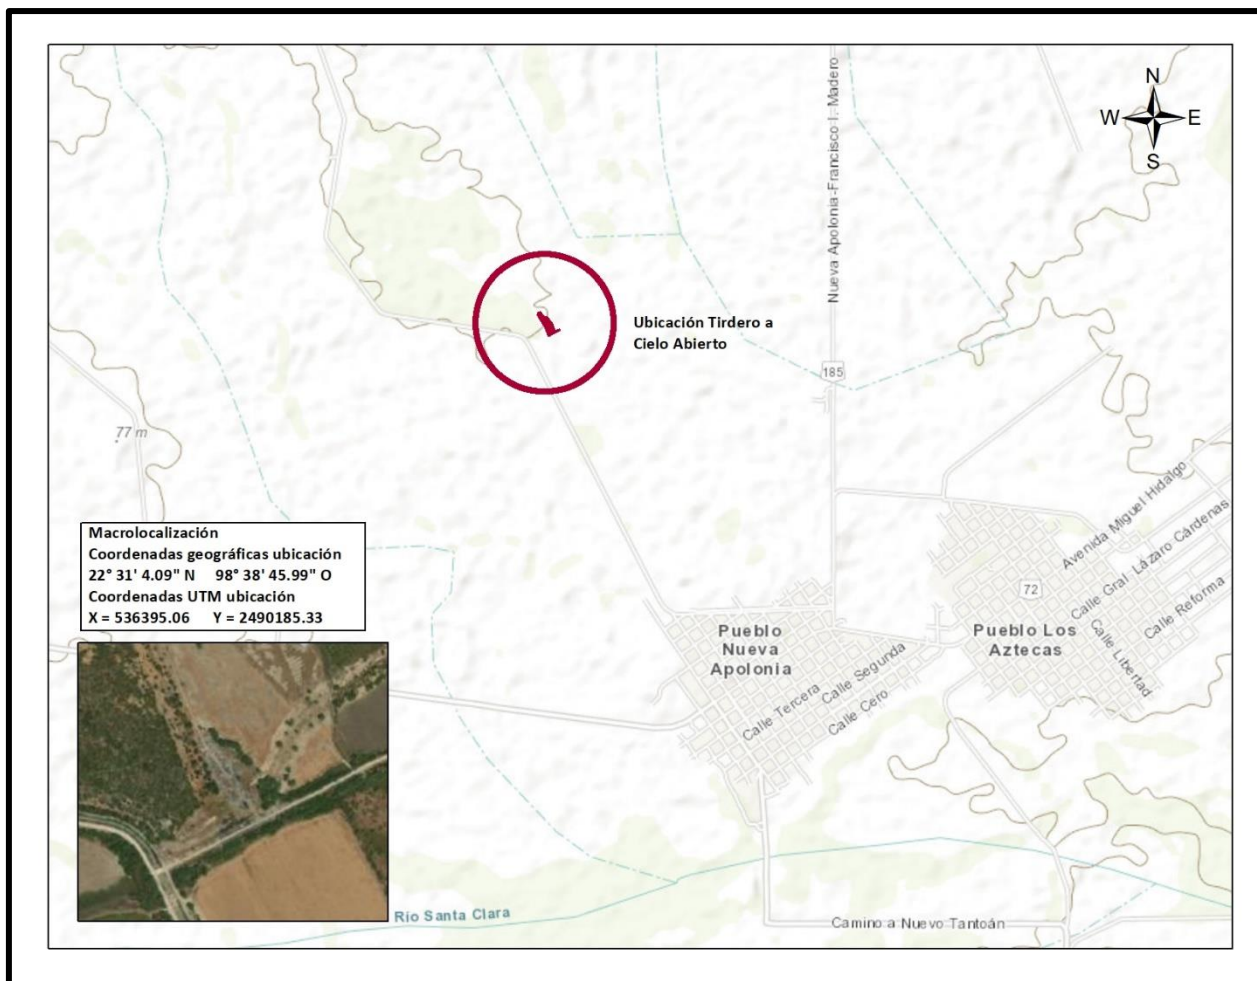 N
W E
S
Nueva Apolonia-Francisco I. Madero
Ubicación Tirdero a
Cielo Abierto
185
77 m
Avenida Miguel Hidalgo
Calle Gral Lázaro Cárdenas
Calle Reforma
Calle Libertad
72
Macrolocalización
Coordenadas geográficas ubicación
22° 31' 4.09" N 98° 38' 45.99" O
Coordenadas UTM ubicación
X = 536395.06 Y = 2490185.33
Pueblo
Nueva
Apolonia
Pueblo Los
Aztecas
Calle Segunda
Calle Tercera
Calle Cero
Río Santa Clara
Camino a Nuevo Tantoán